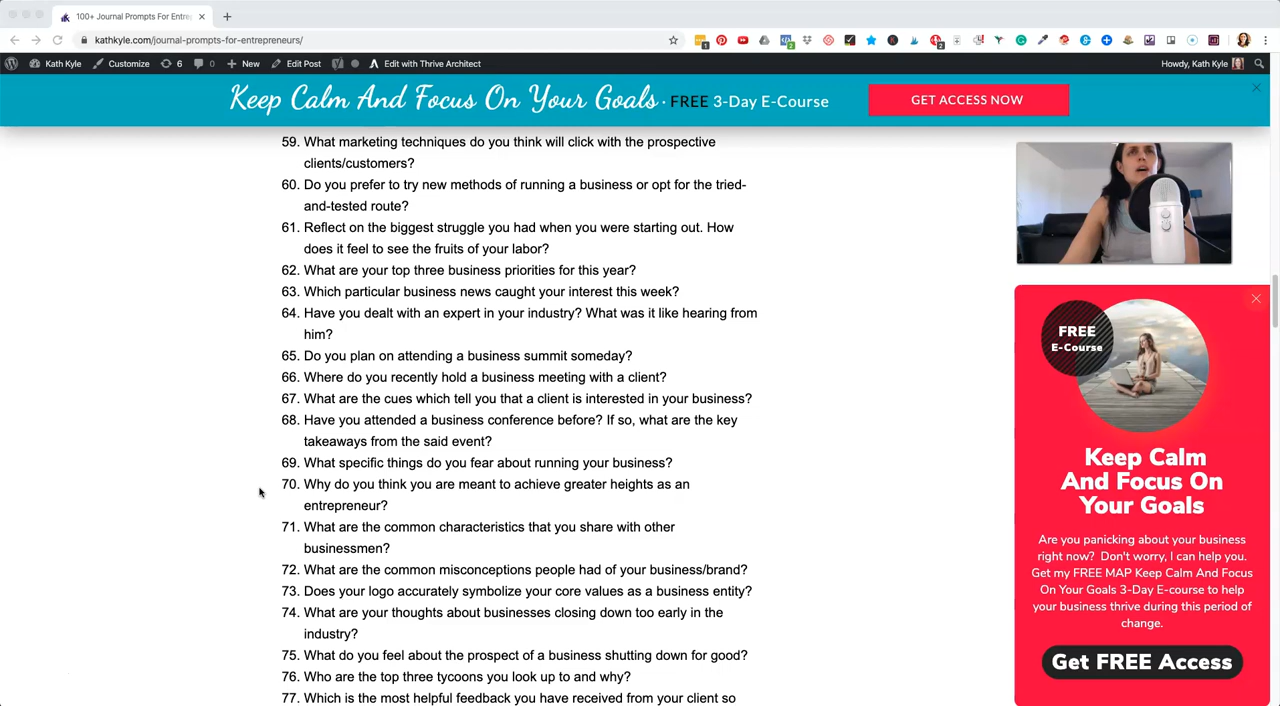 100+ Journal Prompts For Entre
kathkyle.com/journal-prompts-for-entrepreneurs/
Kath Kyle Customize 6 0 New Edit Post Edit with Thrive Architect Howdy, Kath Kyle
Keep Calm And Focus On Your Goals · FREE 3-Day E-Course GET ACCESS NOW
59. What marketing techniques do you think will click with the prospective
clients/customers?
60. Do you prefer to try new methods of running a business or opt for the tried-
and-tested route?
61. Reflect on the biggest struggle you had when you were starting out. How
does it feel to see the fruits of your labor?
62. What are your top three business priorities for this year?
63. Which particular business news caught your interest this week?
64. Have you dealt with an expert in your industry? What was it like hearing from
him?
65. Do you plan on attending a business summit someday?
66. Where do you recently hold a business meeting with a client?
67. What are the cues which tell you that a client is interested in your business?
68. Have you attended a business conference before? If so, what are the key
takeaways from the said event?
69. What specific things do you fear about running your business?
70. Why do you think you are meant to achieve greater heights as an
entrepreneur?
71. What are the common characteristics that you share with other
businessmen?
72. What are the common misconceptions people had of your business/brand?
73. Does your logo accurately symbolize your core values as a business entity?
74. What are your thoughts about businesses closing down too early in the
industry?
75. What do you feel about the prospect of a business shutting down for good?
76. Who are the top three tycoons you look up to and why?
77. Which is the most helpful feedback you have received from your client so
FREE
E-Course
Keep Calm
And Focus On
Your Goals
Are you panicking about your business
right now? Don't worry, I can help you.
Get my FREE MAP Keep Calm And Focus
On Your Goals 3-Day E-course to help
your business thrive during this period of
change.
Get FREE Access